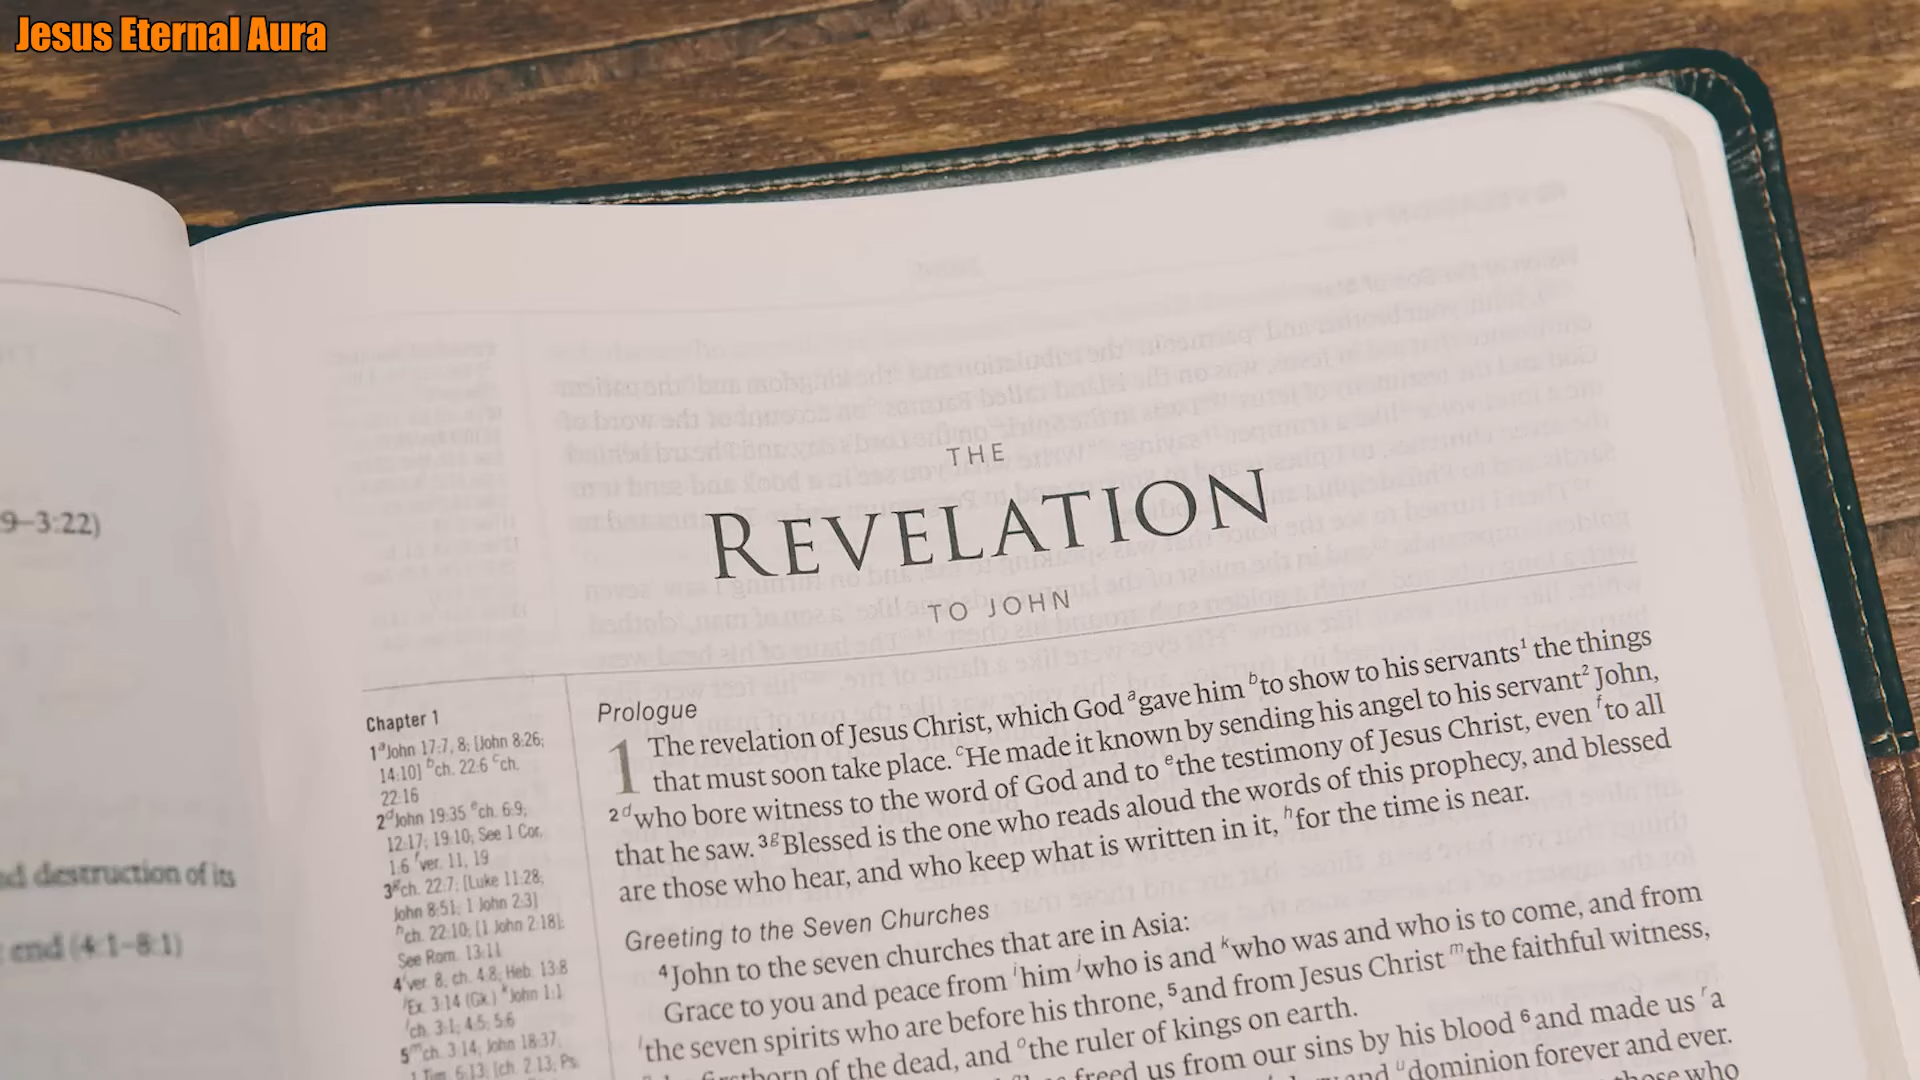 Jesus Eternal Aura
9–3:22)
destruction of its
end (4:1–8:1)
THE
REVELATION
TO JOHN
Chapter 1
1 a John 17:7, 8; [John 8:26;
14:10] b ch. 22:6 c ch.
22:16
2 d John 19:35 e ch. 6:9;
12:17; 19:10; See 1 Cor.
1:6 f ver. 11, 19
3 g ch. 22:7; [Luke 11:28;
John 8:51; 1 John 2:3]
h ch. 22:10; [1 John 2:18];
See Rom. 13:11
4 i ver. 8; ch. 4:8; Heb. 13:8
j Ex. 3:14 (Gk.) k John 1:1
l ch. 3:1; 4:5; 5:6
5 m ch. 3:14; John 18:37;
1 Tim. 6:13; [ch. 2:13; Ps.
Prologue
1 The revelation of Jesus Christ, which God a gave him b to show to his servants 1 the things
that must soon take place. c He made it known by sending his angel to his servant 2 John,
2 d who bore witness to the word of God and to e the testimony of Jesus Christ, even f to all
that he saw. 3 g Blessed is the one who reads aloud the words of this prophecy, and blessed
are those who hear, and who keep what is written in it, h for the time is near.
Greeting to the Seven Churches
4 John to the seven churches that are in Asia:
Grace to you and peace from i him j who is and k who was and who is to come, and from
l the seven spirits who are before his throne, 5 and from Jesus Christ m the faithful witness,
of the dead, and o the ruler of kings on earth.
freed us from our sins by his blood 6 and made us r a
and u dominion forever and ever.
those who